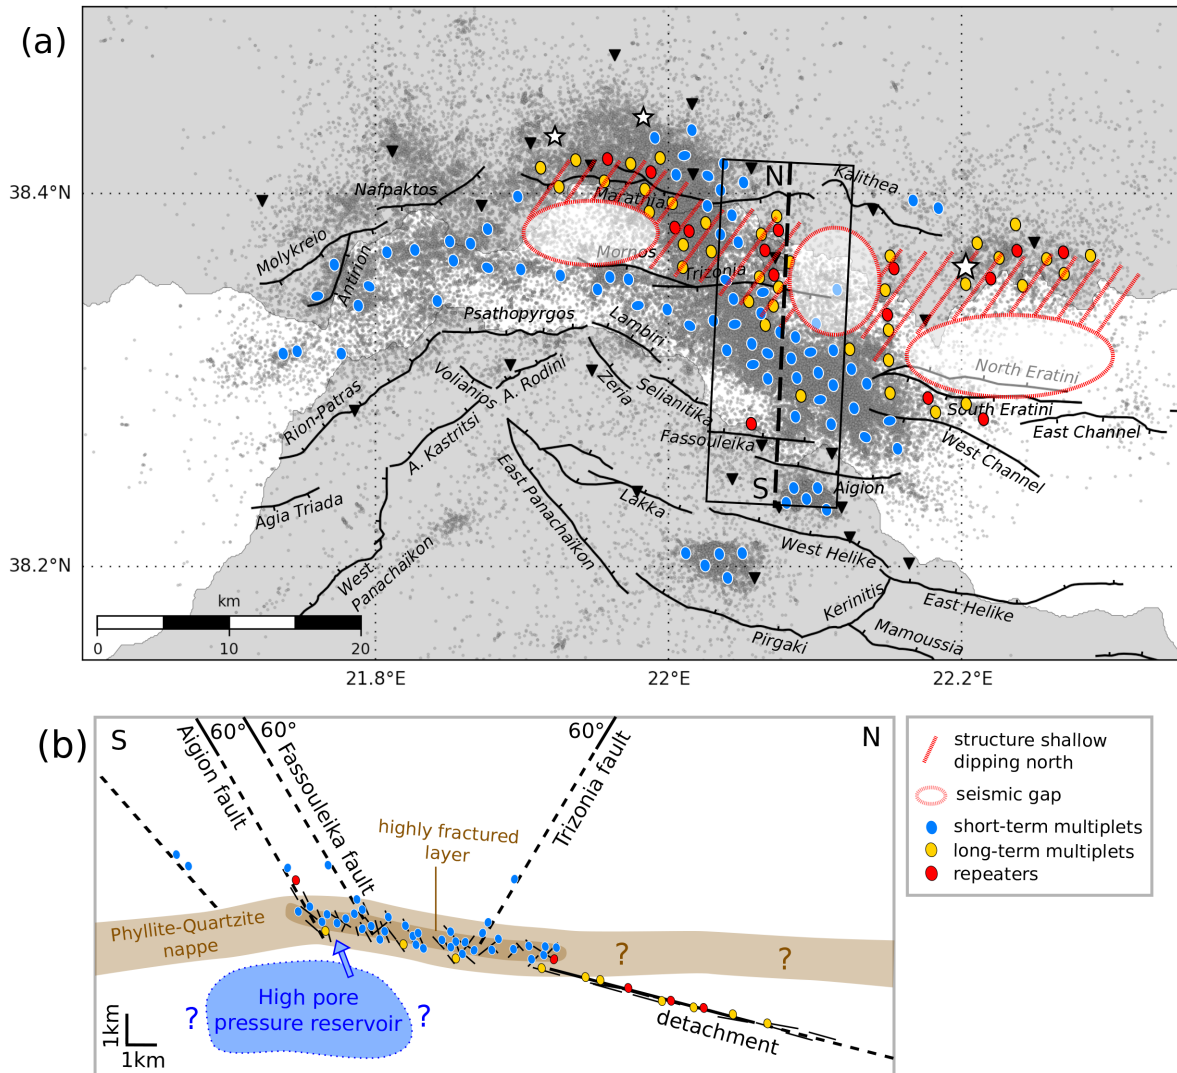 (a)
38.4°N
38.2°N
21.8°E
22°E
22.2°E
N
Kalithea
Nafpaktos
Marathias
Molykreio
Antirion
Mornos
Trizonia
Psathopyrgos
Lambiri
Rion-Patras
Volianios
A. Rodini
Zeria
Selianitika
North Eratini
South Eratini
East Channel
West Channel
A. Kastritsi
Fassouleika
S
Aigion
Agia Triada
East Panachaikon
Lakka
West
Panachaikon
West Helike
Kerinitis
East Helike
Pirgaki
Mamoussia
km
0
10
20
(b)
S
N
60°
60°
60°
Aigion fault
Fassouleika fault
Trizonia fault
highly fractured
layer
Phyllite-Quartzite
nappe
?
?
High pore
pressure reservoir
?
?
detachment
1km
1km
structure shallow
dipping north
seismic gap
short-term multiplets
long-term multiplets
repeaters